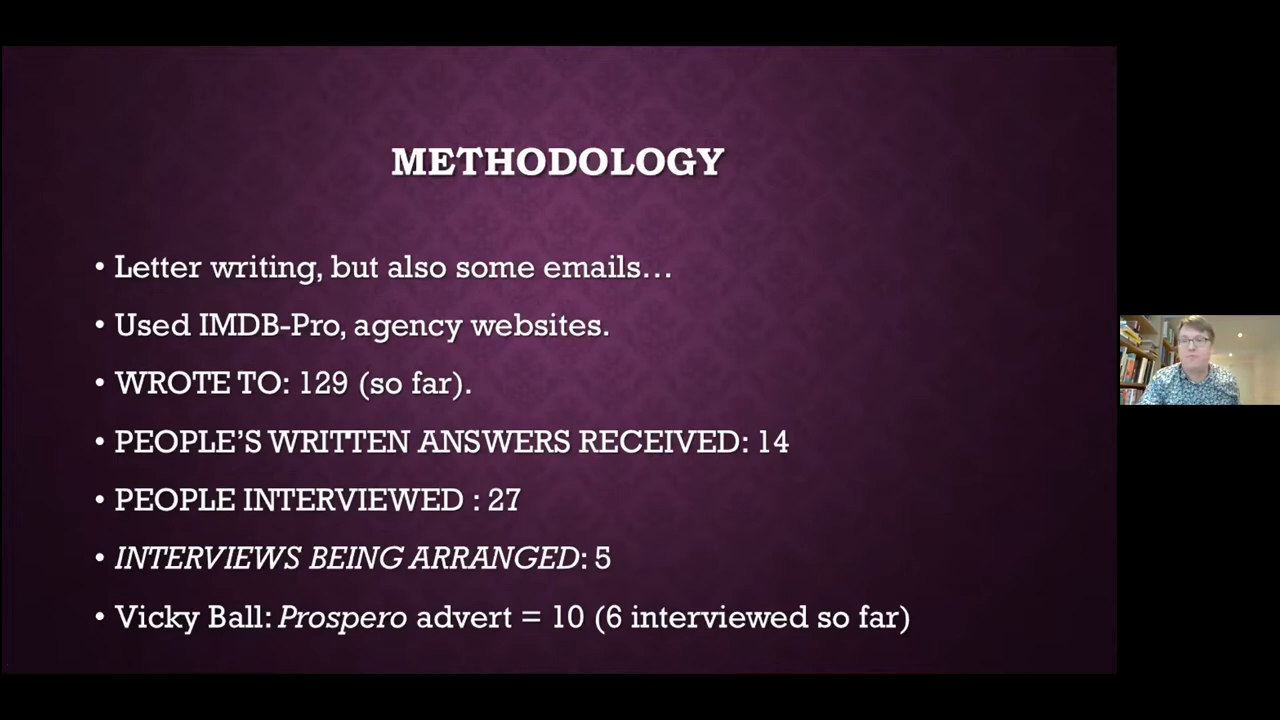 METHODOLOGY
• Letter writing, but also some emails…
• Used IMDB-Pro, agency websites.
• WROTE TO: 129 (so far).
• PEOPLE’S WRITTEN ANSWERS RECEIVED: 14
• PEOPLE INTERVIEWED : 27
• INTERVIEWS BEING ARRANGED: 5
• Vicky Ball: Prospero advert = 10 (6 interviewed so far)